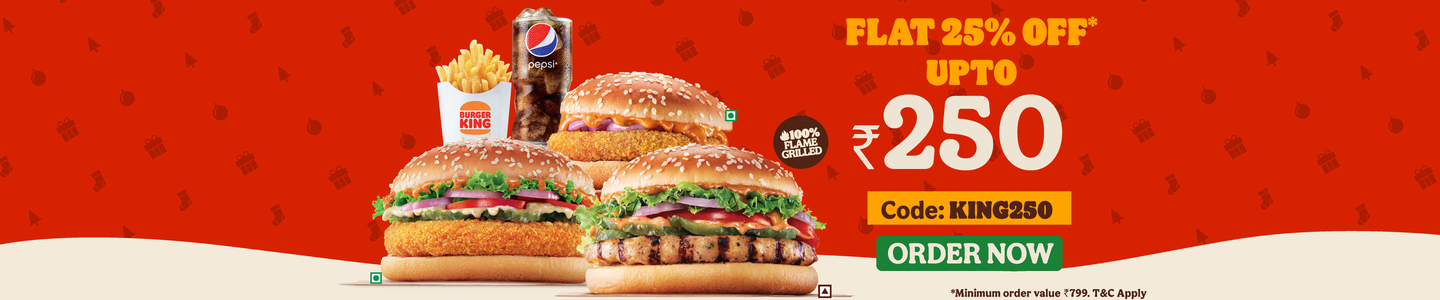 pepsi
BURGER
KING
100%
FLAME
GRILLED
FLAT 25% OFF*
UPTO
₹250
Code: KING250
ORDER NOW
*Minimum order value ₹799. T&C Apply